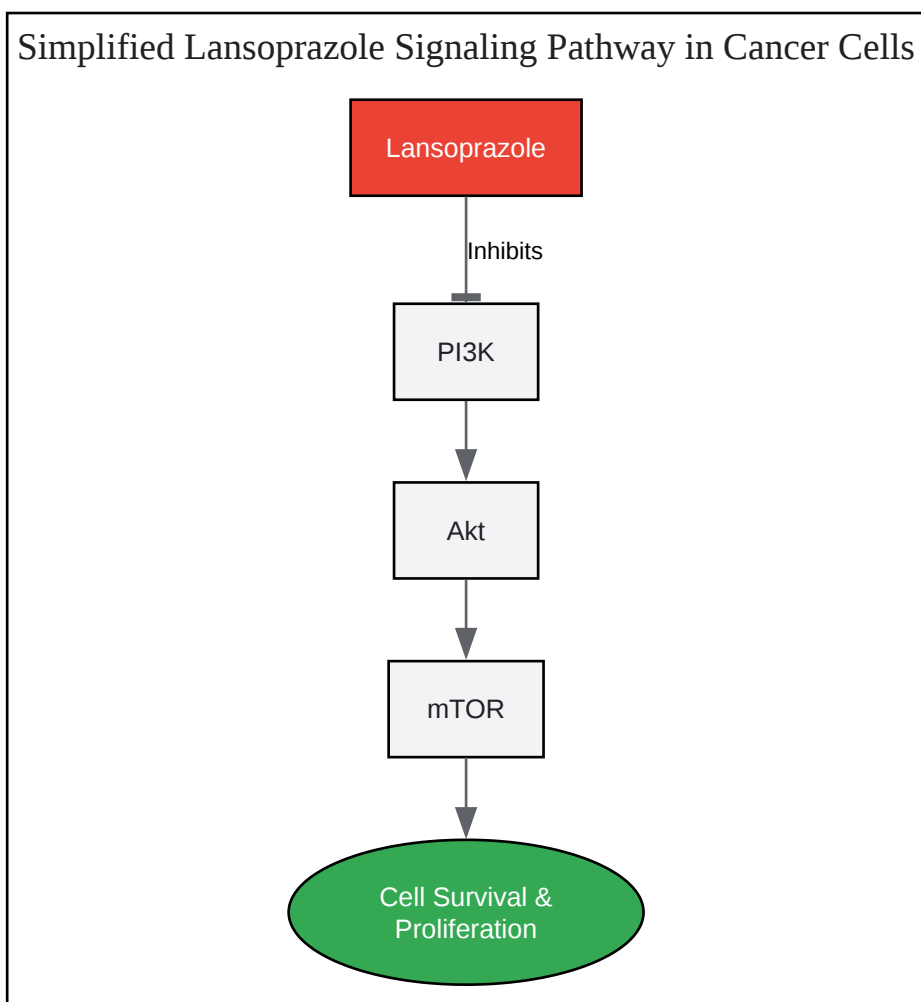 Simplified Lansoprazole Signaling Pathway in Cancer Cells
Lansoprazole
Inhibits
PI3K
Akt
mTOR
Cell Survival &
Proliferation